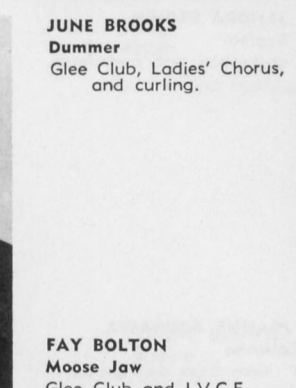 JUNE BROOKS
Dummer
Glee Club, Ladies' Chorus,
and curling.
FAY BOLTON
Moose Jaw
Glee Club and I.V.C.F.